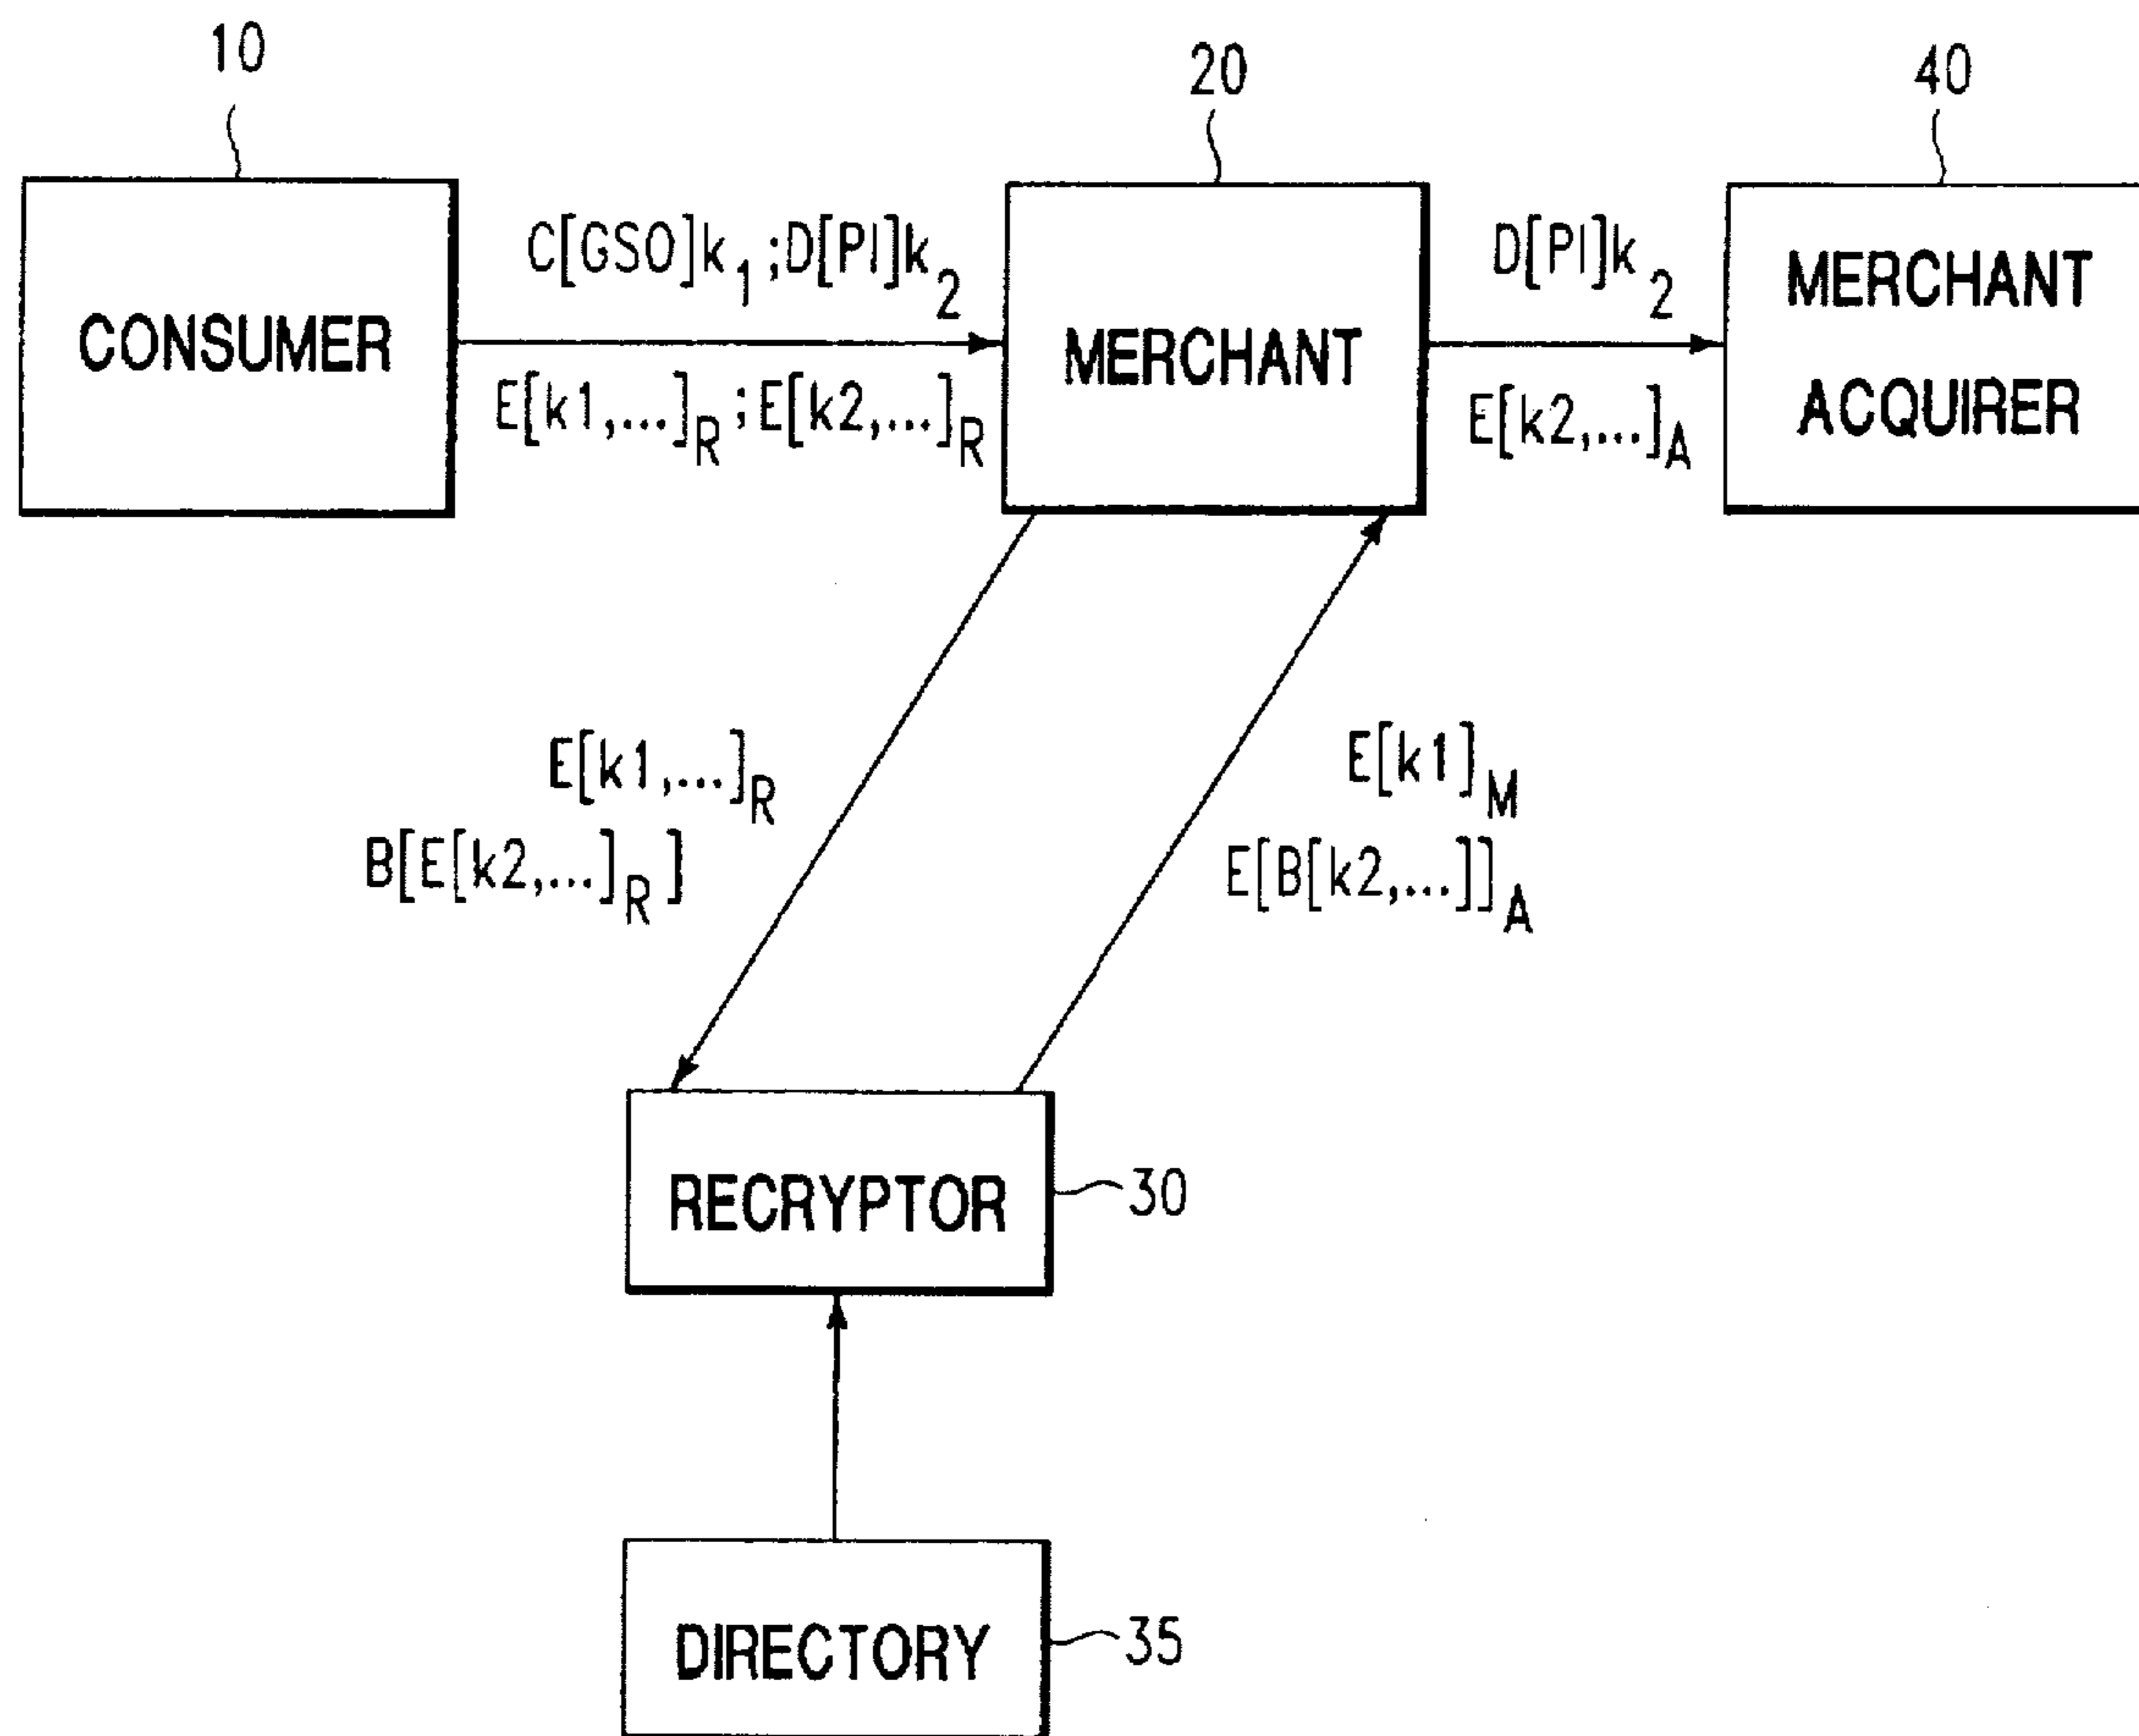 10
20
40
CONSUMER
C[GSO]k1;D[PI]k2
E[k1,...]R;E[k2,...]R
MERCHANT
D[PI]k2
E[k2,...]A
MERCHANT
ACQUIRER
E[k1,...]R
B[E[k2,...]R]
E[k1]M
E[B[k2,...]]A
RECRYPTOR
30
DIRECTORY
35